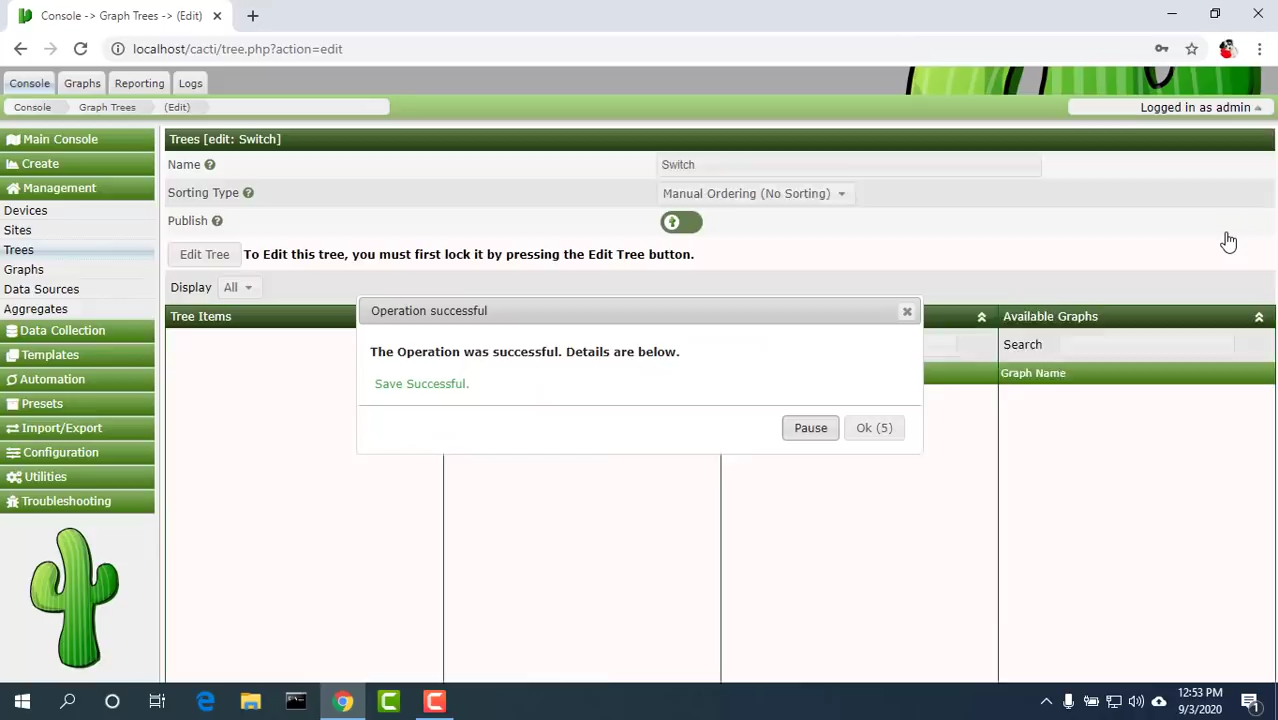 Console -> Graph Trees -> (Edit)
localhost/cacti/tree.php?action=edit
Console
Graphs
Reporting
Logs
Console
Graph Trees
(Edit)
Logged in as admin
Main Console
Create
Management
Devices
Sites
Trees
Graphs
Data Sources
Aggregates
Data Collection
Templates
Automation
Presets
Import/Export
Configuration
Utilities
Troubleshooting
Trees [edit: Switch]
Name
Switch
Sorting Type
Manual Ordering (No Sorting)
Publish
Edit Tree
To Edit this tree, you must first lock it by pressing the Edit Tree button.
Display
All
Tree Items
Available Graphs
Search
Graph Name
Operation successful
The Operation was successful. Details are below.
Save Successful.
Pause
Ok (5)
12:53 PM
9/3/2020
1